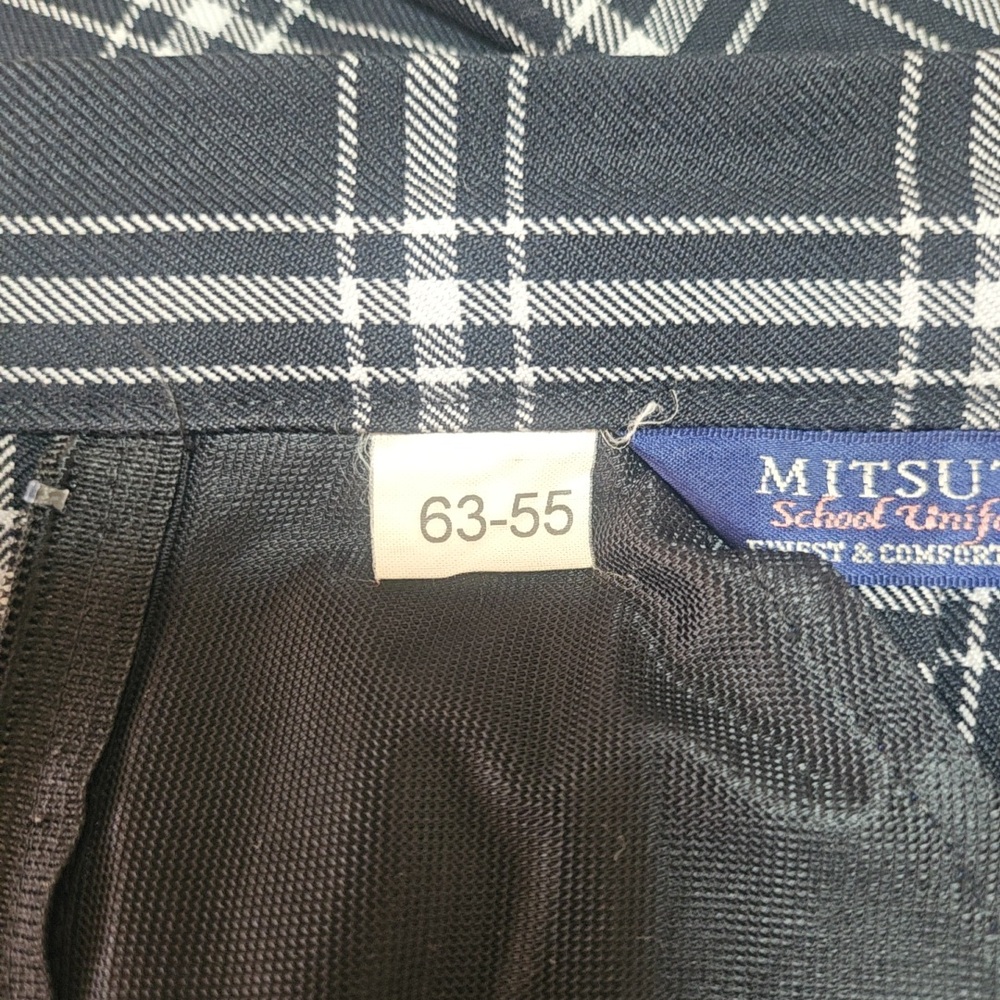 63-55
MITSU
School Unif
FINEST & COMFORT